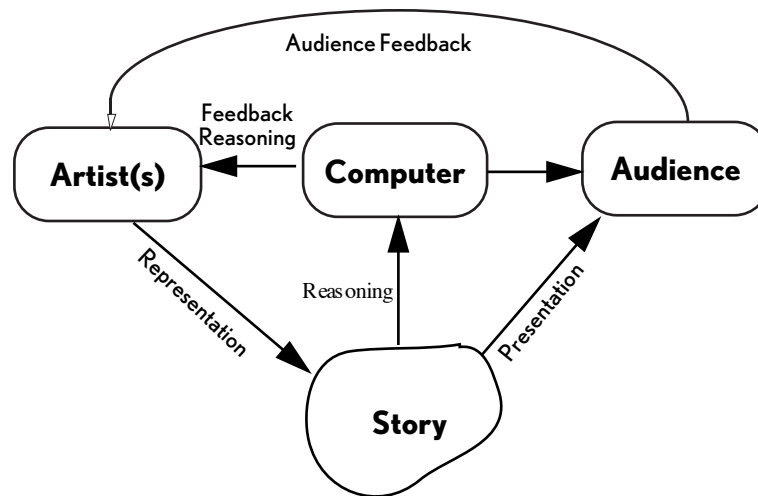 Audience Feedback
Feedback
Reasoning
Artist(s)
Computer
Audience
Representation
Reasoning
Presentation
Story